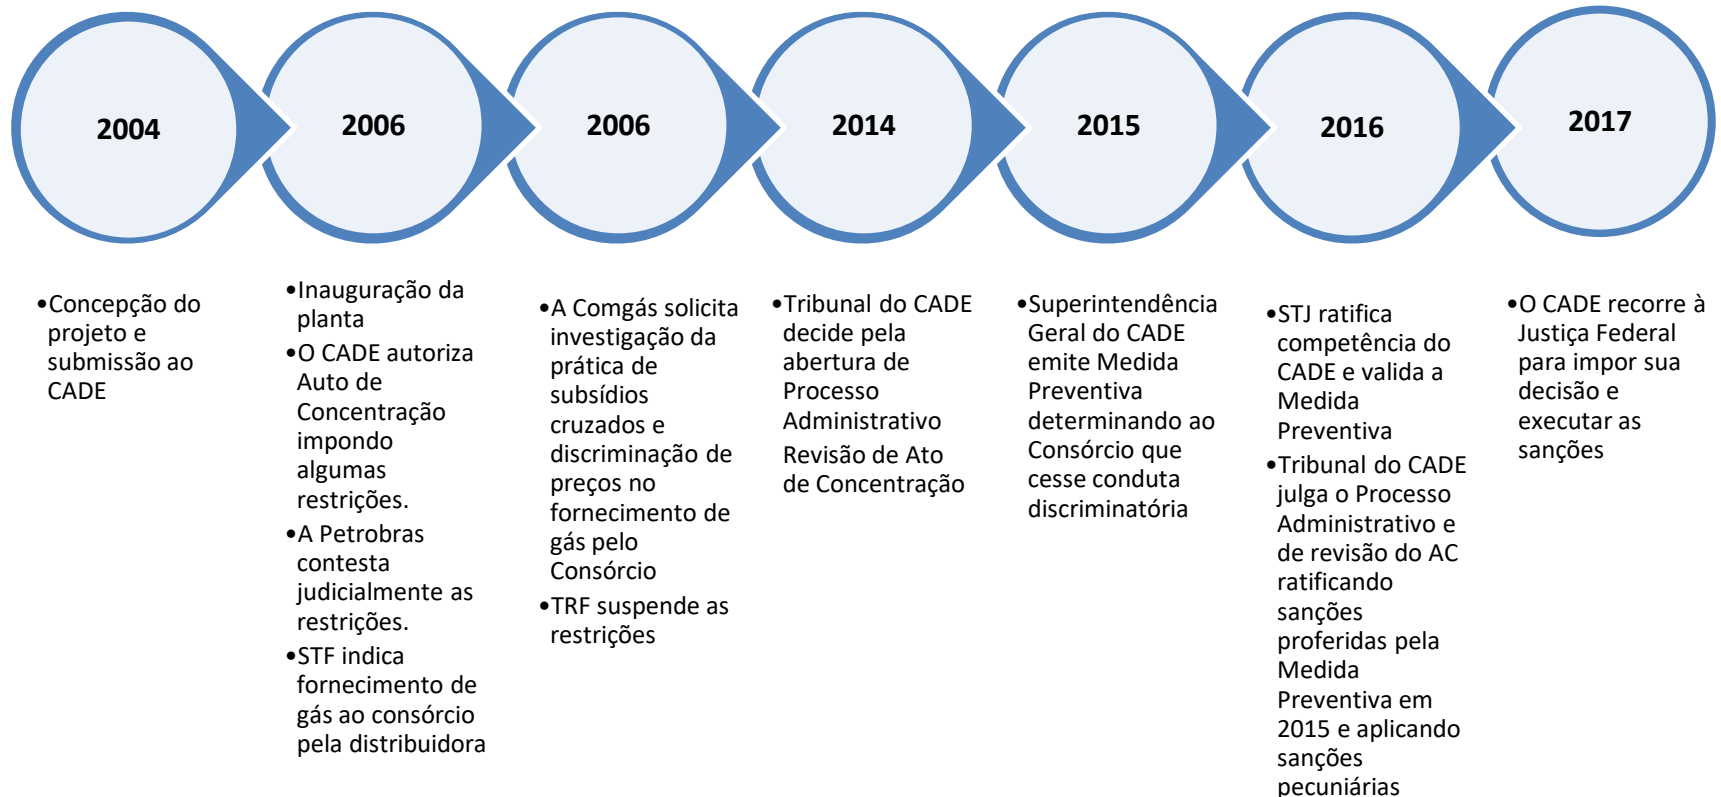 2004
2006
2006
2014
2015
2016
2017
•Concepção do
projeto e
submissão ao
CADE
•Inauguração da
planta
•O CADE autoriza
Auto de
Concentração
impondo
algumas
restrições.
•A Petrobras
contesta
judicialmente as
restrições.
•STF indica
fornecimento de
gás ao consórcio
pela distribuidora
•A Comgás solicita
investigação da
prática de
subsídios
cruzados e
discriminação de
preços no
fornecimento de
gás pelo
Consórcio
•TRF suspende as
restrições
•Tribunal do CADE
decide pela
abertura de
Processo
Administrativo
Revisão de Ato
de Concentração
•Superintendência
Geral do CADE
emite Medida
Preventiva
determinando ao
Consórcio que
cesse conduta
discriminatória
•STJ ratifica
competência do
CADE e valida a
Medida
Preventiva
•Tribunal do CADE
julga o Processo
Administrativo e
de revisão do AC
ratificando
sanções
proferidas pela
Medida
Preventiva em
2015 e aplicando
sanções
pecuniárias
•O CADE recorre à
Justiça Federal
para impor sua
decisão e
executar as
sanções